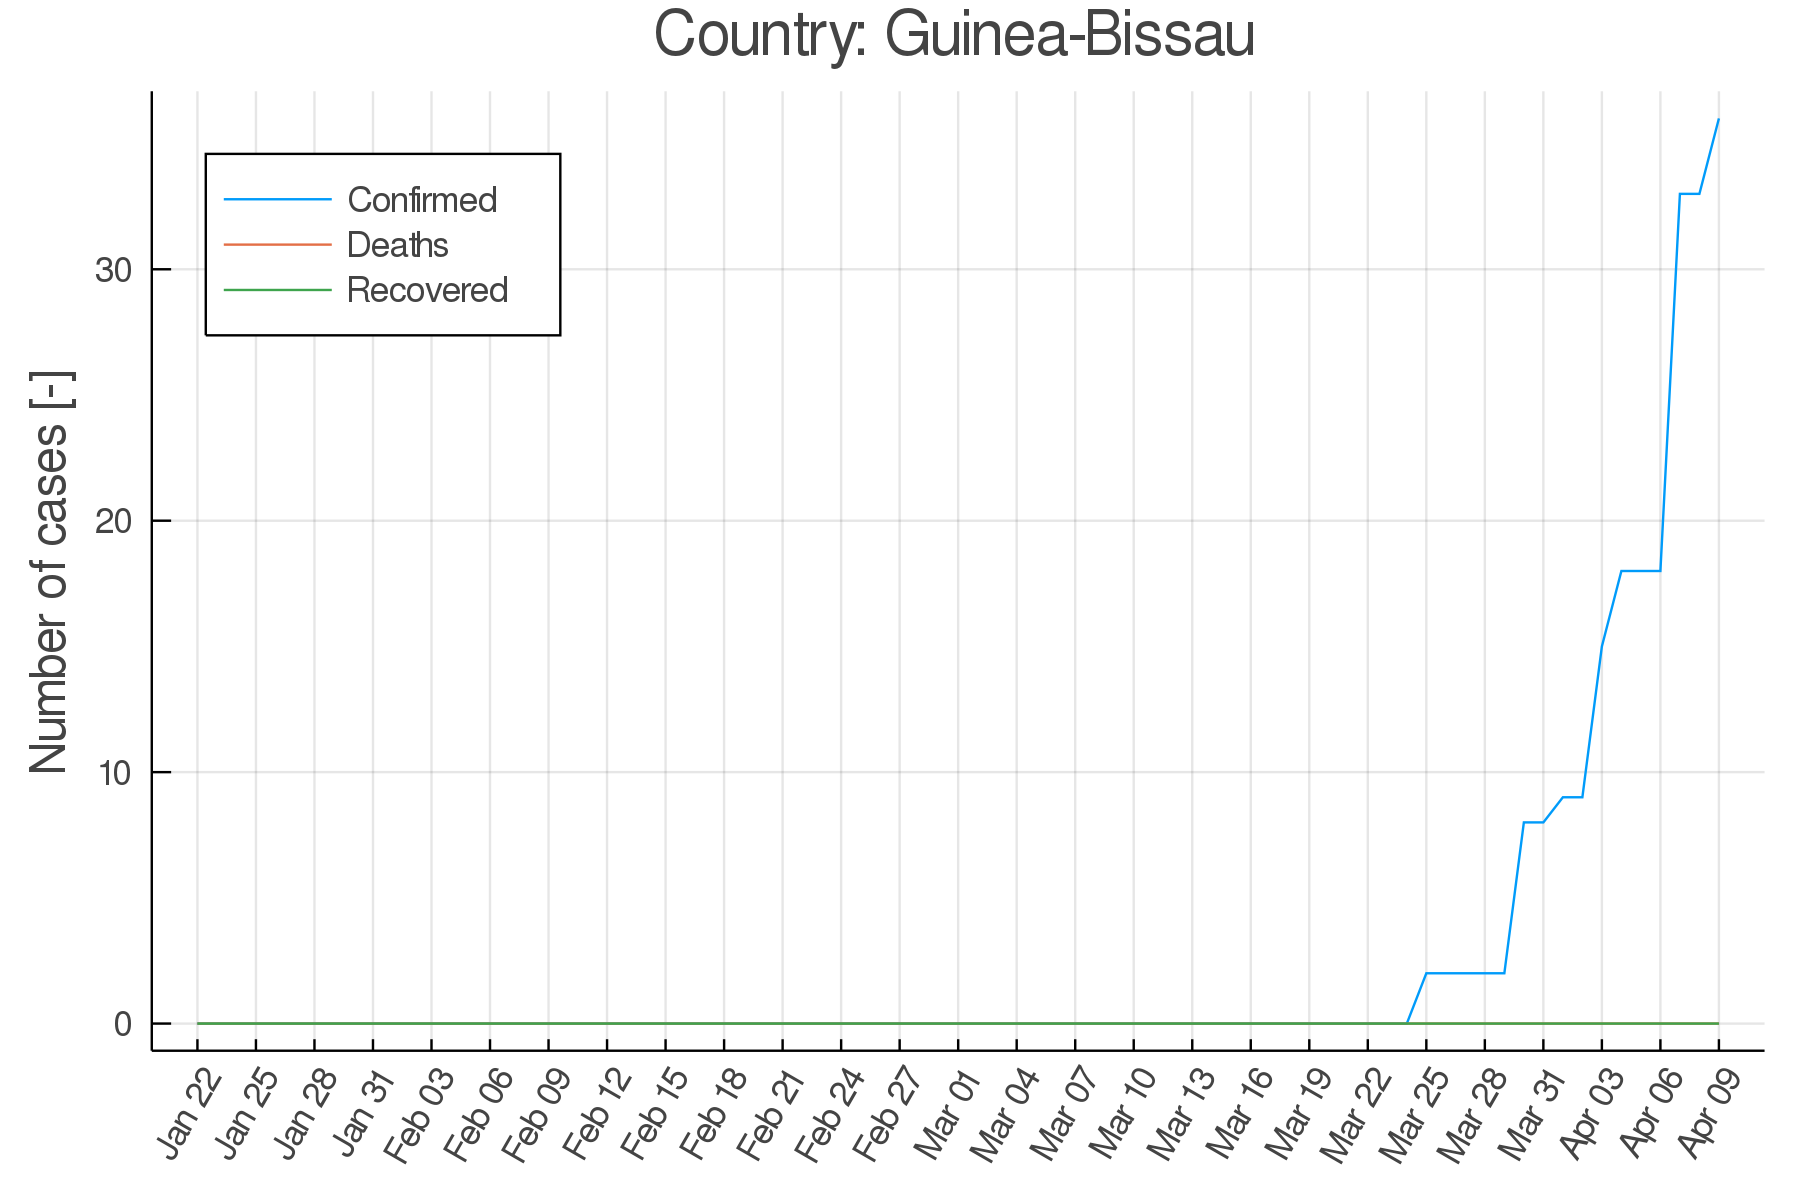 Country: Guinea-Bissau
Confirmed
Deaths
Recovered
Number of cases [-]
30
20
10
0
Jan 22
Jan 25
Jan 28
Jan 31
Feb 03
Feb 06
Feb 09
Feb 12
Feb 15
Feb 18
Feb 21
Feb 24
Feb 27
Mar 01
Mar 04
Mar 07
Mar 10
Mar 13
Mar 16
Mar 19
Mar 22
Mar 25
Mar 28
Mar 31
Apr 03
Apr 06
Apr 09